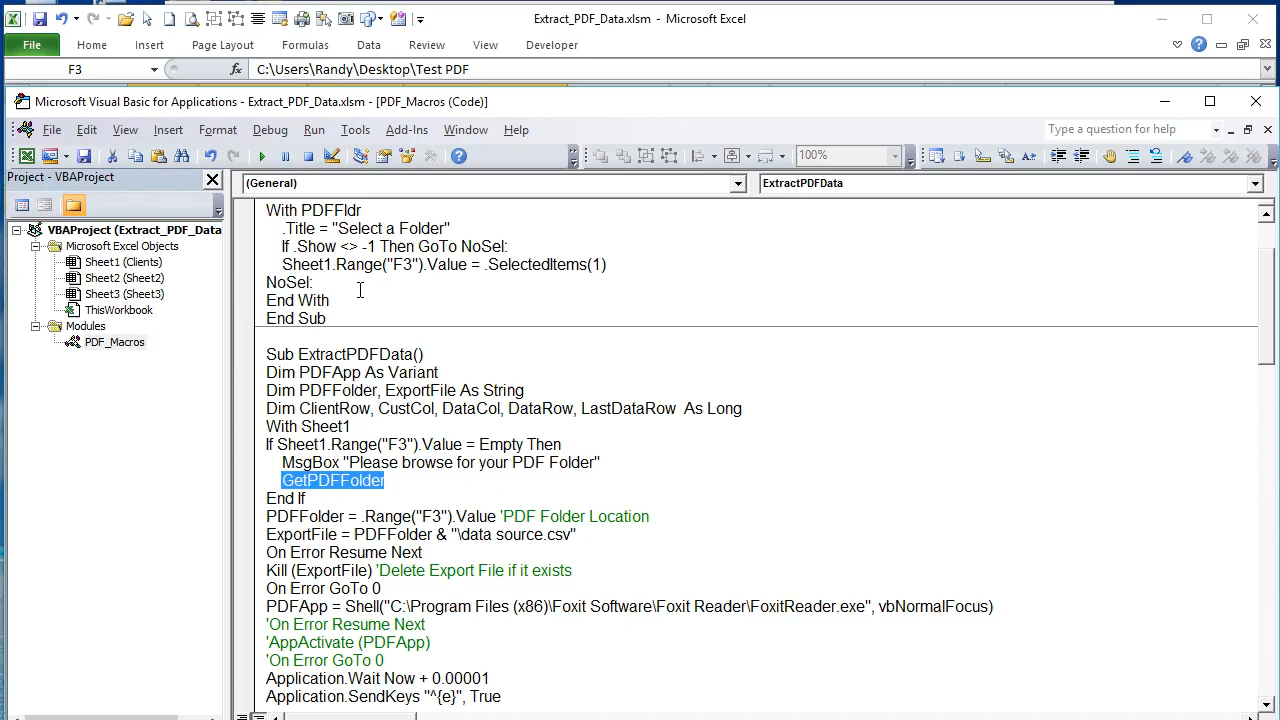 Extract_PDF_Data.xlsm - Microsoft Excel
File Home Insert Page Layout Formulas Data Review View Developer
F3 fx C:\Users\Randy\Desktop\Test PDF
Microsoft Visual Basic for Applications - Extract_PDF_Data.xlsm - [PDF_Macros (Code)]
File Edit View Insert Format Debug Run Tools Add-Ins Window Help Type a question for help
100%
Project - VBAProject
(General) ExtractPDFData
VBAProject (Extract_PDF_Data
Microsoft Excel Objects
Sheet1 (Clients)
Sheet2 (Sheet2)
Sheet3 (Sheet3)
ThisWorkbook
Modules
PDF_Macros
With PDFFldr
.Title = "Select a Folder"
If .Show <> -1 Then GoTo NoSel:
Sheet1.Range("F3").Value = .SelectedItems(1)
NoSel:
End With
End Sub
Sub ExtractPDFData()
Dim PDFApp As Variant
Dim PDFFolder, ExportFile As String
Dim ClientRow, CustCol, DataCol, DataRow, LastDataRow  As Long
With Sheet1
If Sheet1.Range("F3").Value = Empty Then
MsgBox "Please browse for your PDF Folder"
GetPDFFolder
End If
PDFFolder = .Range("F3").Value 'PDF Folder Location
ExportFile = PDFFolder & "\data source.csv"
On Error Resume Next
Kill (ExportFile) 'Delete Export File if it exists
On Error GoTo 0
PDFApp = Shell("C:\Program Files (x86)\Foxit Software\Foxit Reader\FoxitReader.exe", vbNormalFocus)
'On Error Resume Next
'AppActivate (PDFApp)
'On Error GoTo 0
Application.Wait Now + 0.00001
Application.SendKeys "^{e}", True